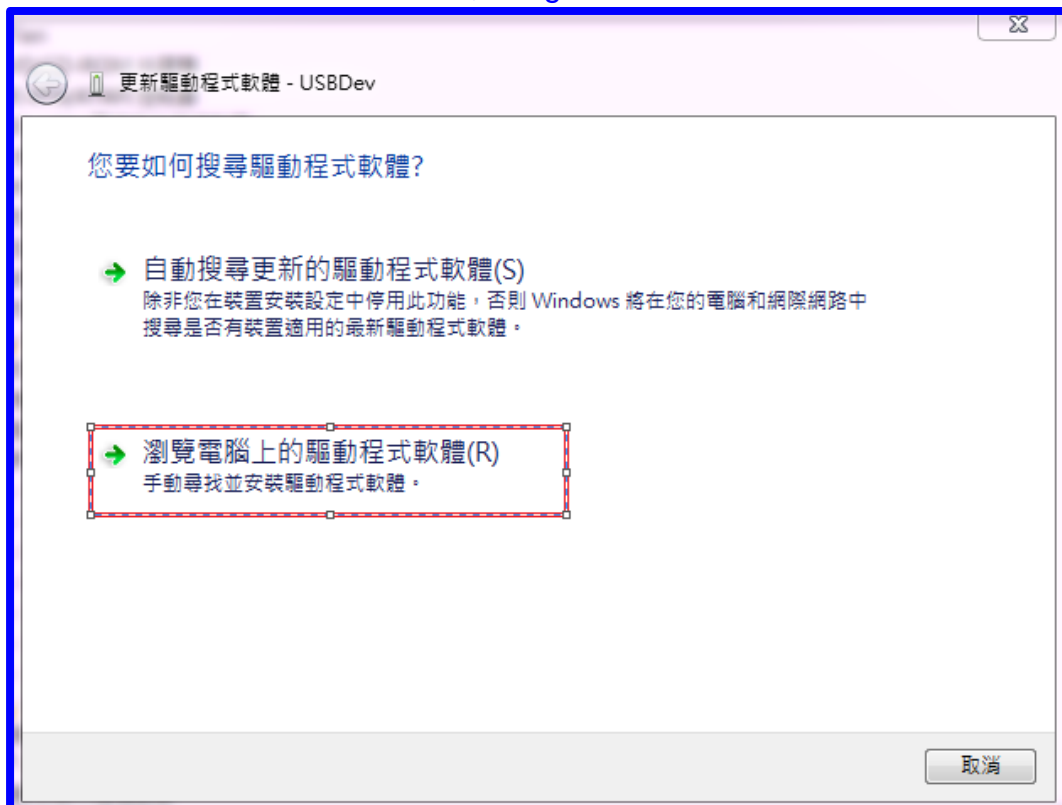 更新驅動程式軟體 - USBDev
您要如何搜尋驅動程式軟體?
自動搜尋更新的驅動程式軟體(S)
除非您在裝置安裝設定中停用此功能，否則 Windows 將在您的電腦和網際網路中
搜尋是否有裝置適用的最新驅動程式軟體。
瀏覽電腦上的驅動程式軟體(R)
手動尋找並安裝驅動程式軟體。
取消